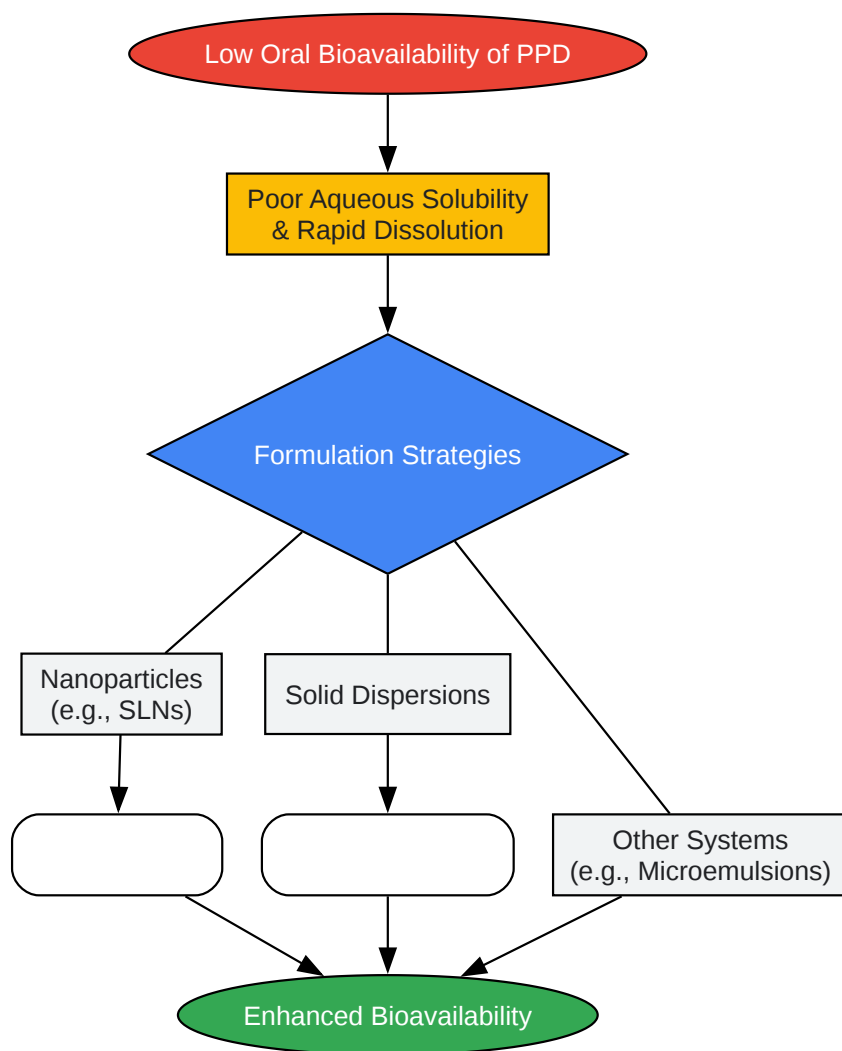 Low Oral Bioavailability of PPD
Poor Aqueous Solubility
& Rapid Dissolution
Formulation Strategies
Nanoparticles
(e.g., SLNs)
Solid Dispersions
Other Systems
(e.g., Microemulsions)
Enhanced Bioavailability